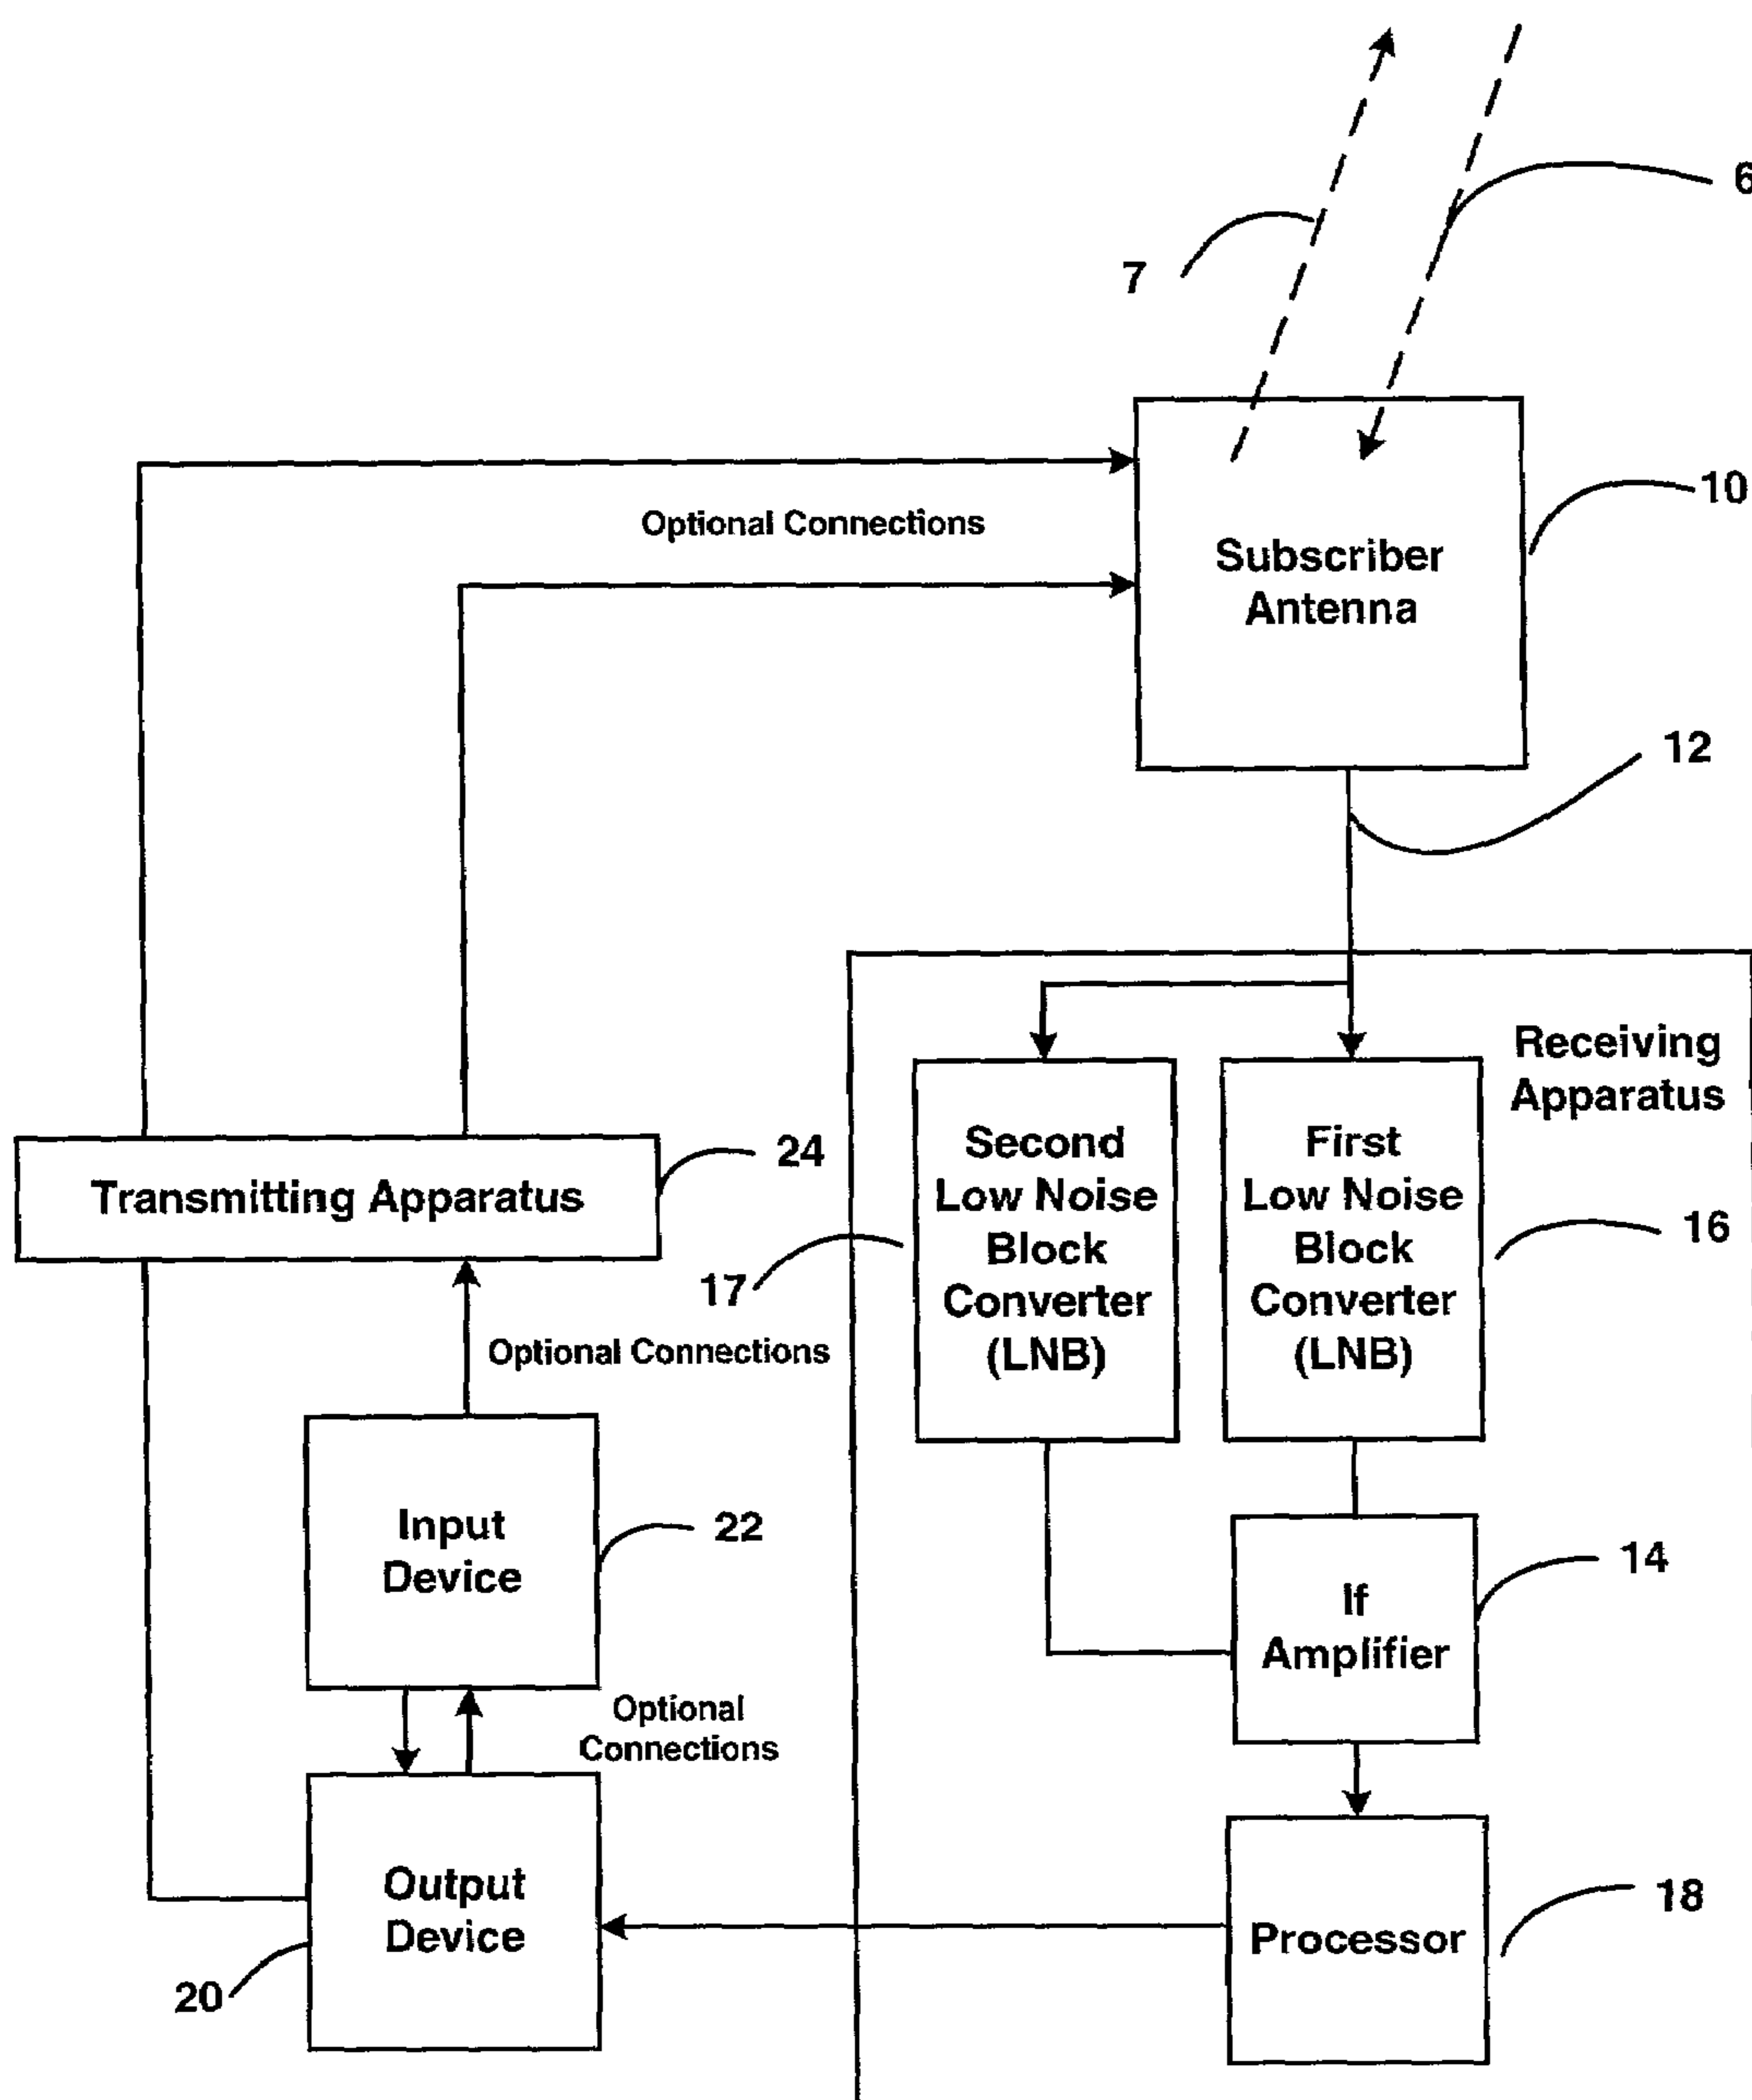 6
7
10
Optional Connections
Subscriber
Antenna
12
Receiving
Apparatus
24
Transmitting Apparatus
Second
Low Noise
Block
Converter
(LNB)
First
Low Noise
Block
Converter
(LNB)
16
17
Optional Connections
Input
Device
22
14
If
Amplifier
Optional
Connections
Output
Device
18
Processor
20